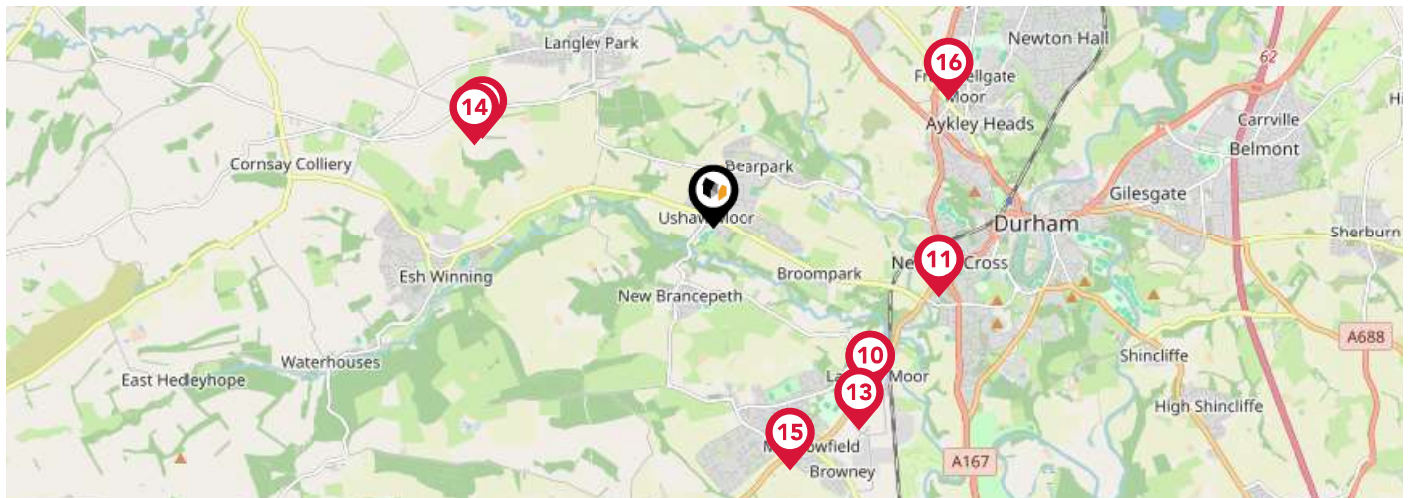 Langley Park
Newton Hall
62
16
Moor
Aykley Heads
14
Carrville
Belmont
Cornsay Colliery
Bearpark
Gilesgate
Durham
Sherburn
11
Cross
Esh Winning
Broompark
New Brancepeth
A688
10
Moor
Waterhouses
Shincliffe
East Hedleyhope
13
High Shincliffe
15
Browney
A167